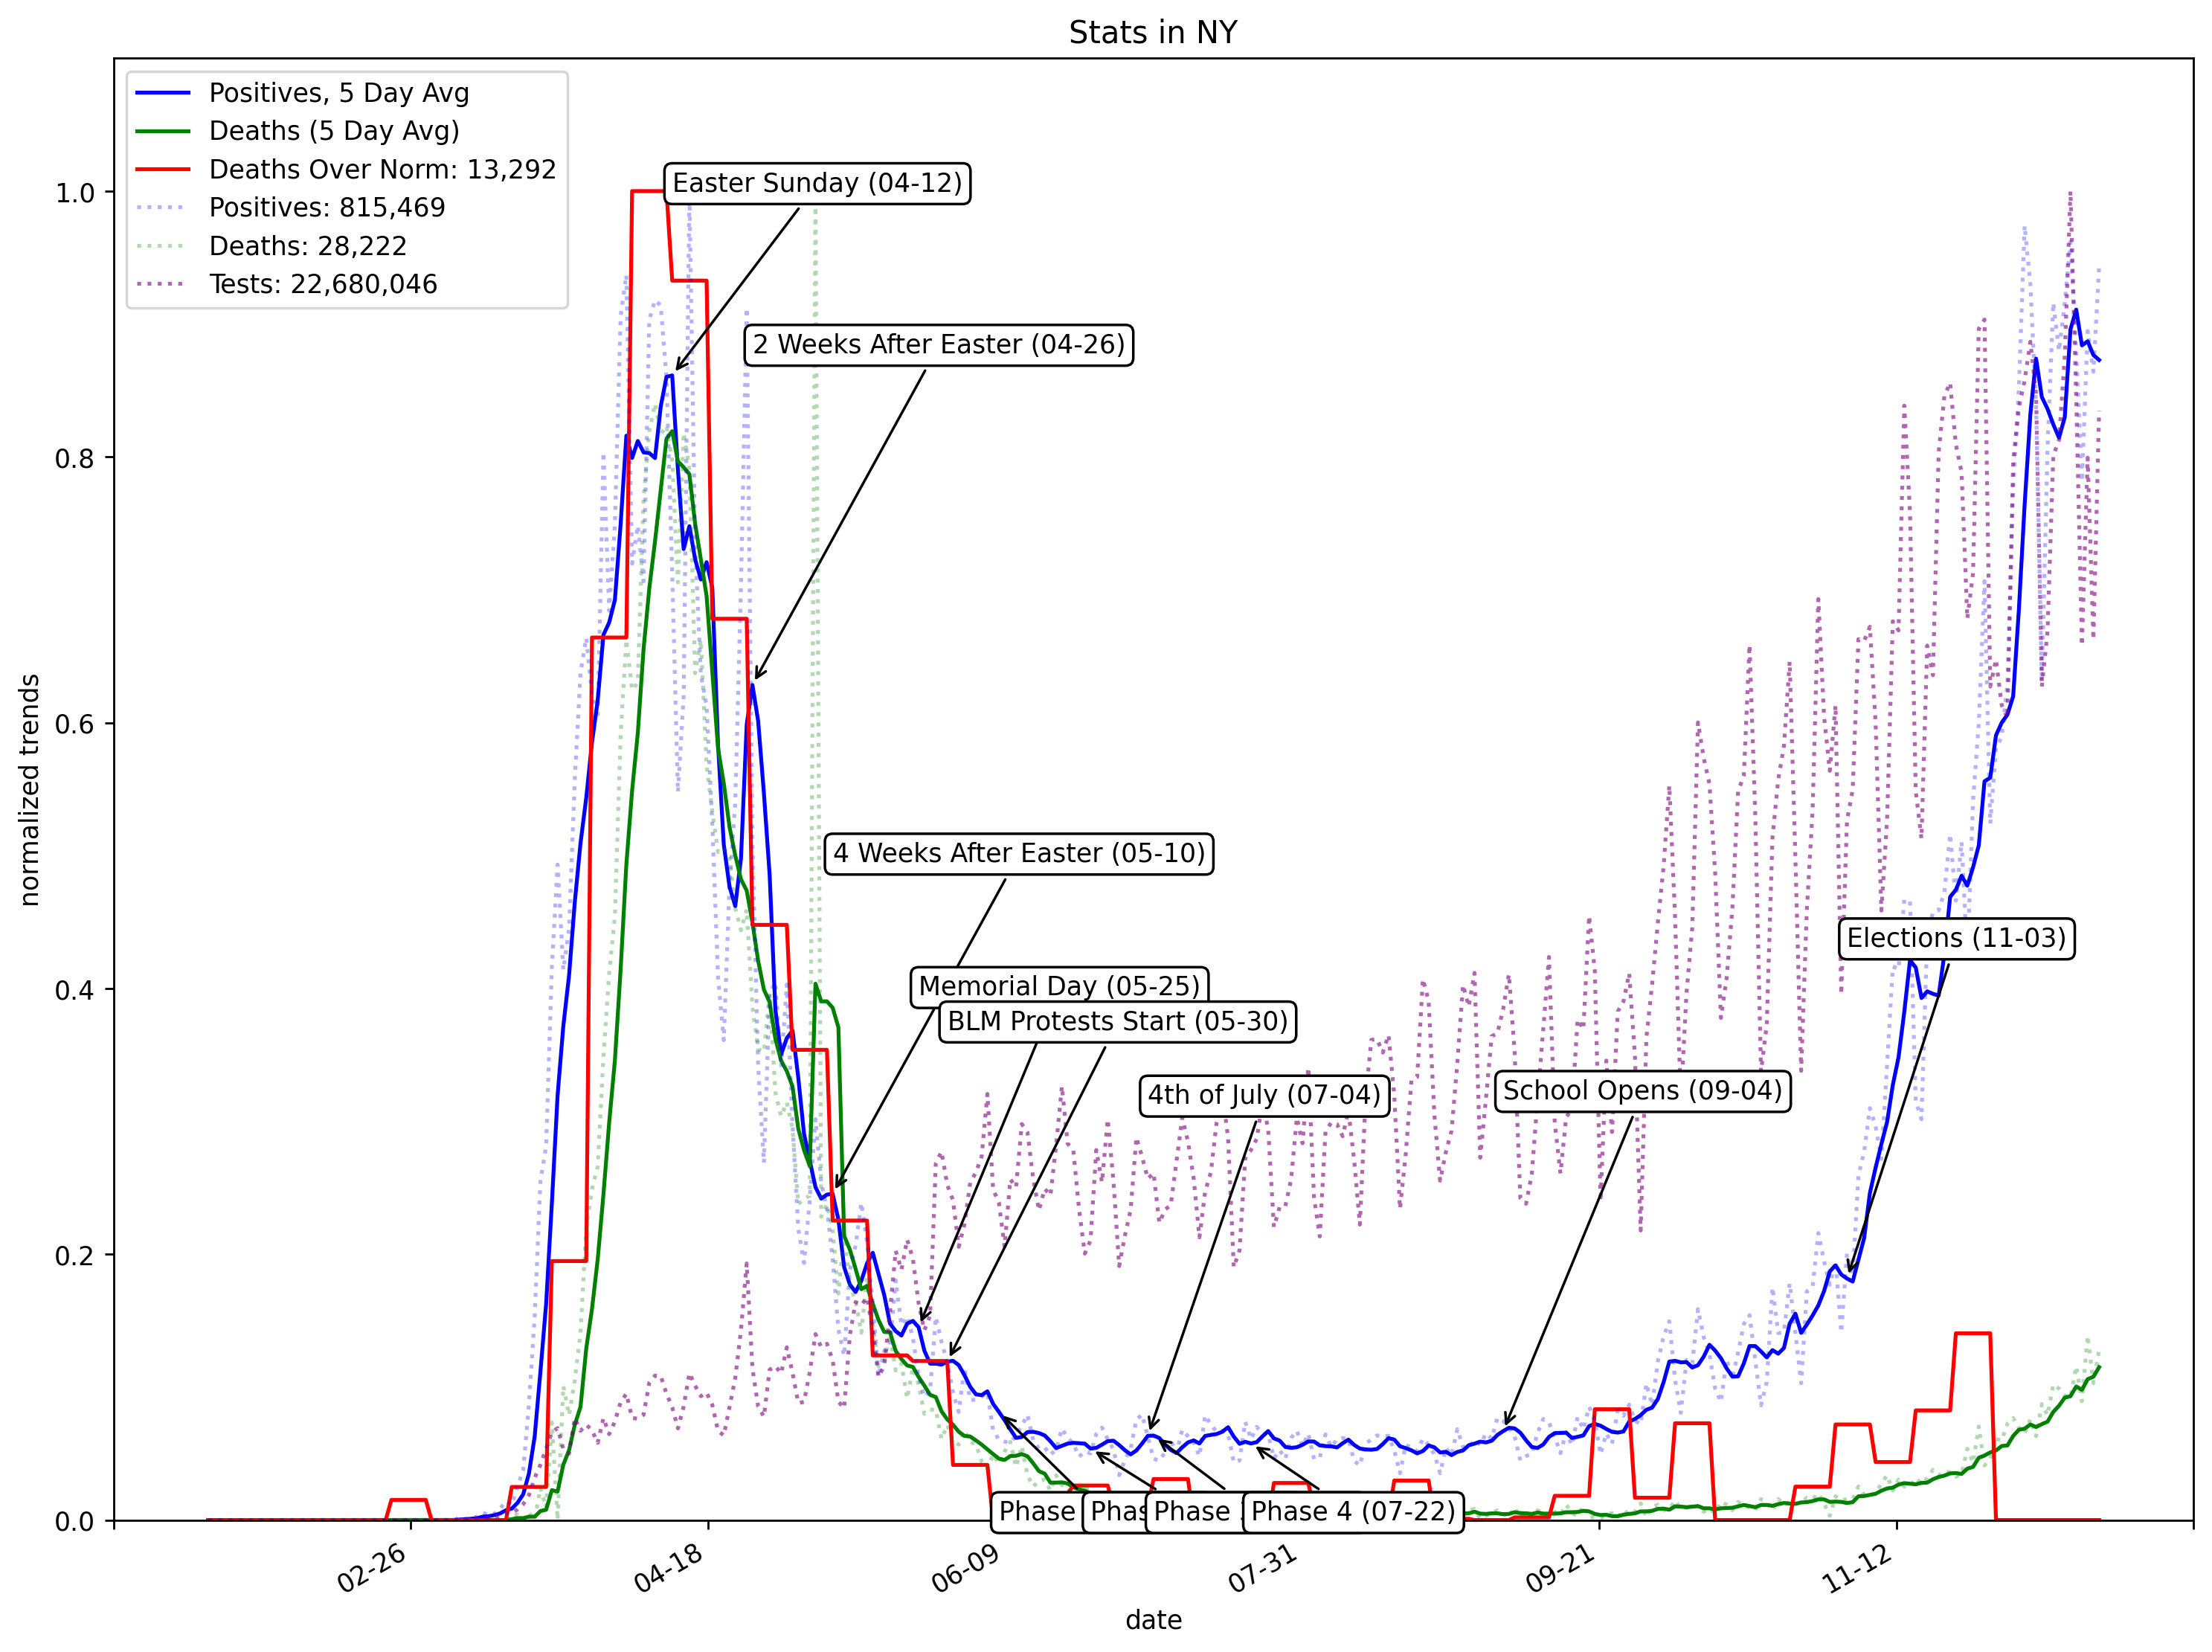 Stats in NY
Positives, 5 Day Avg
Deaths (5 Day Avg)
Deaths Over Norm: 13,292
Positives: 815,469
Deaths: 28,222
Tests: 22,680,046
Easter Sunday (04-12)
2 Weeks After Easter (04-26)
4 Weeks After Easter (05-10)
Memorial Day (05-25)
BLM Protests Start (05-30)
4th of July (07-04)
School Opens (09-04)
Elections (11-03)
Phase
Phase
Phase 4 (07-22)
normalized trends
1.0
0.8
0.6
0.4
0.2
0.0
02-26
04-18
06-09
07-31
09-21
11-12
date